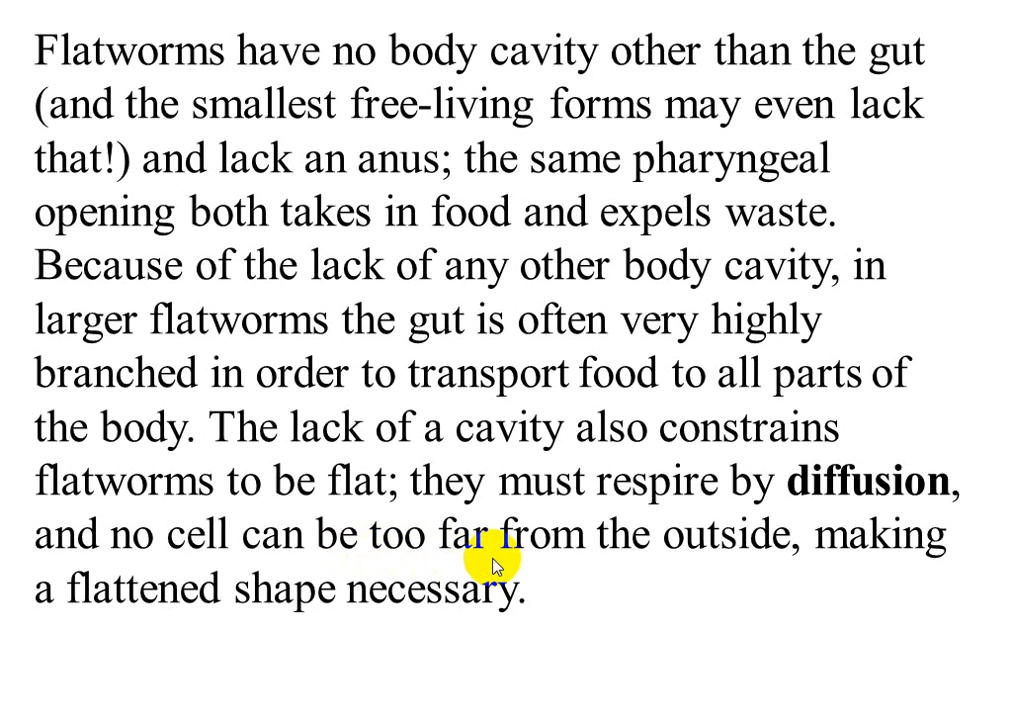 Flatworms have no body cavity other than the gut
(and the smallest free-living forms may even lack
that!) and lack an anus; the same pharyngeal
opening both takes in food and expels waste.
Because of the lack of any other body cavity, in
larger flatworms the gut is often very highly
branched in order to transport food to all parts of
the body. The lack of a cavity also constrains
flatworms to be flat; they must respire by diffusion,
and no cell can be too far from the outside, making
a flattened shape necessary.